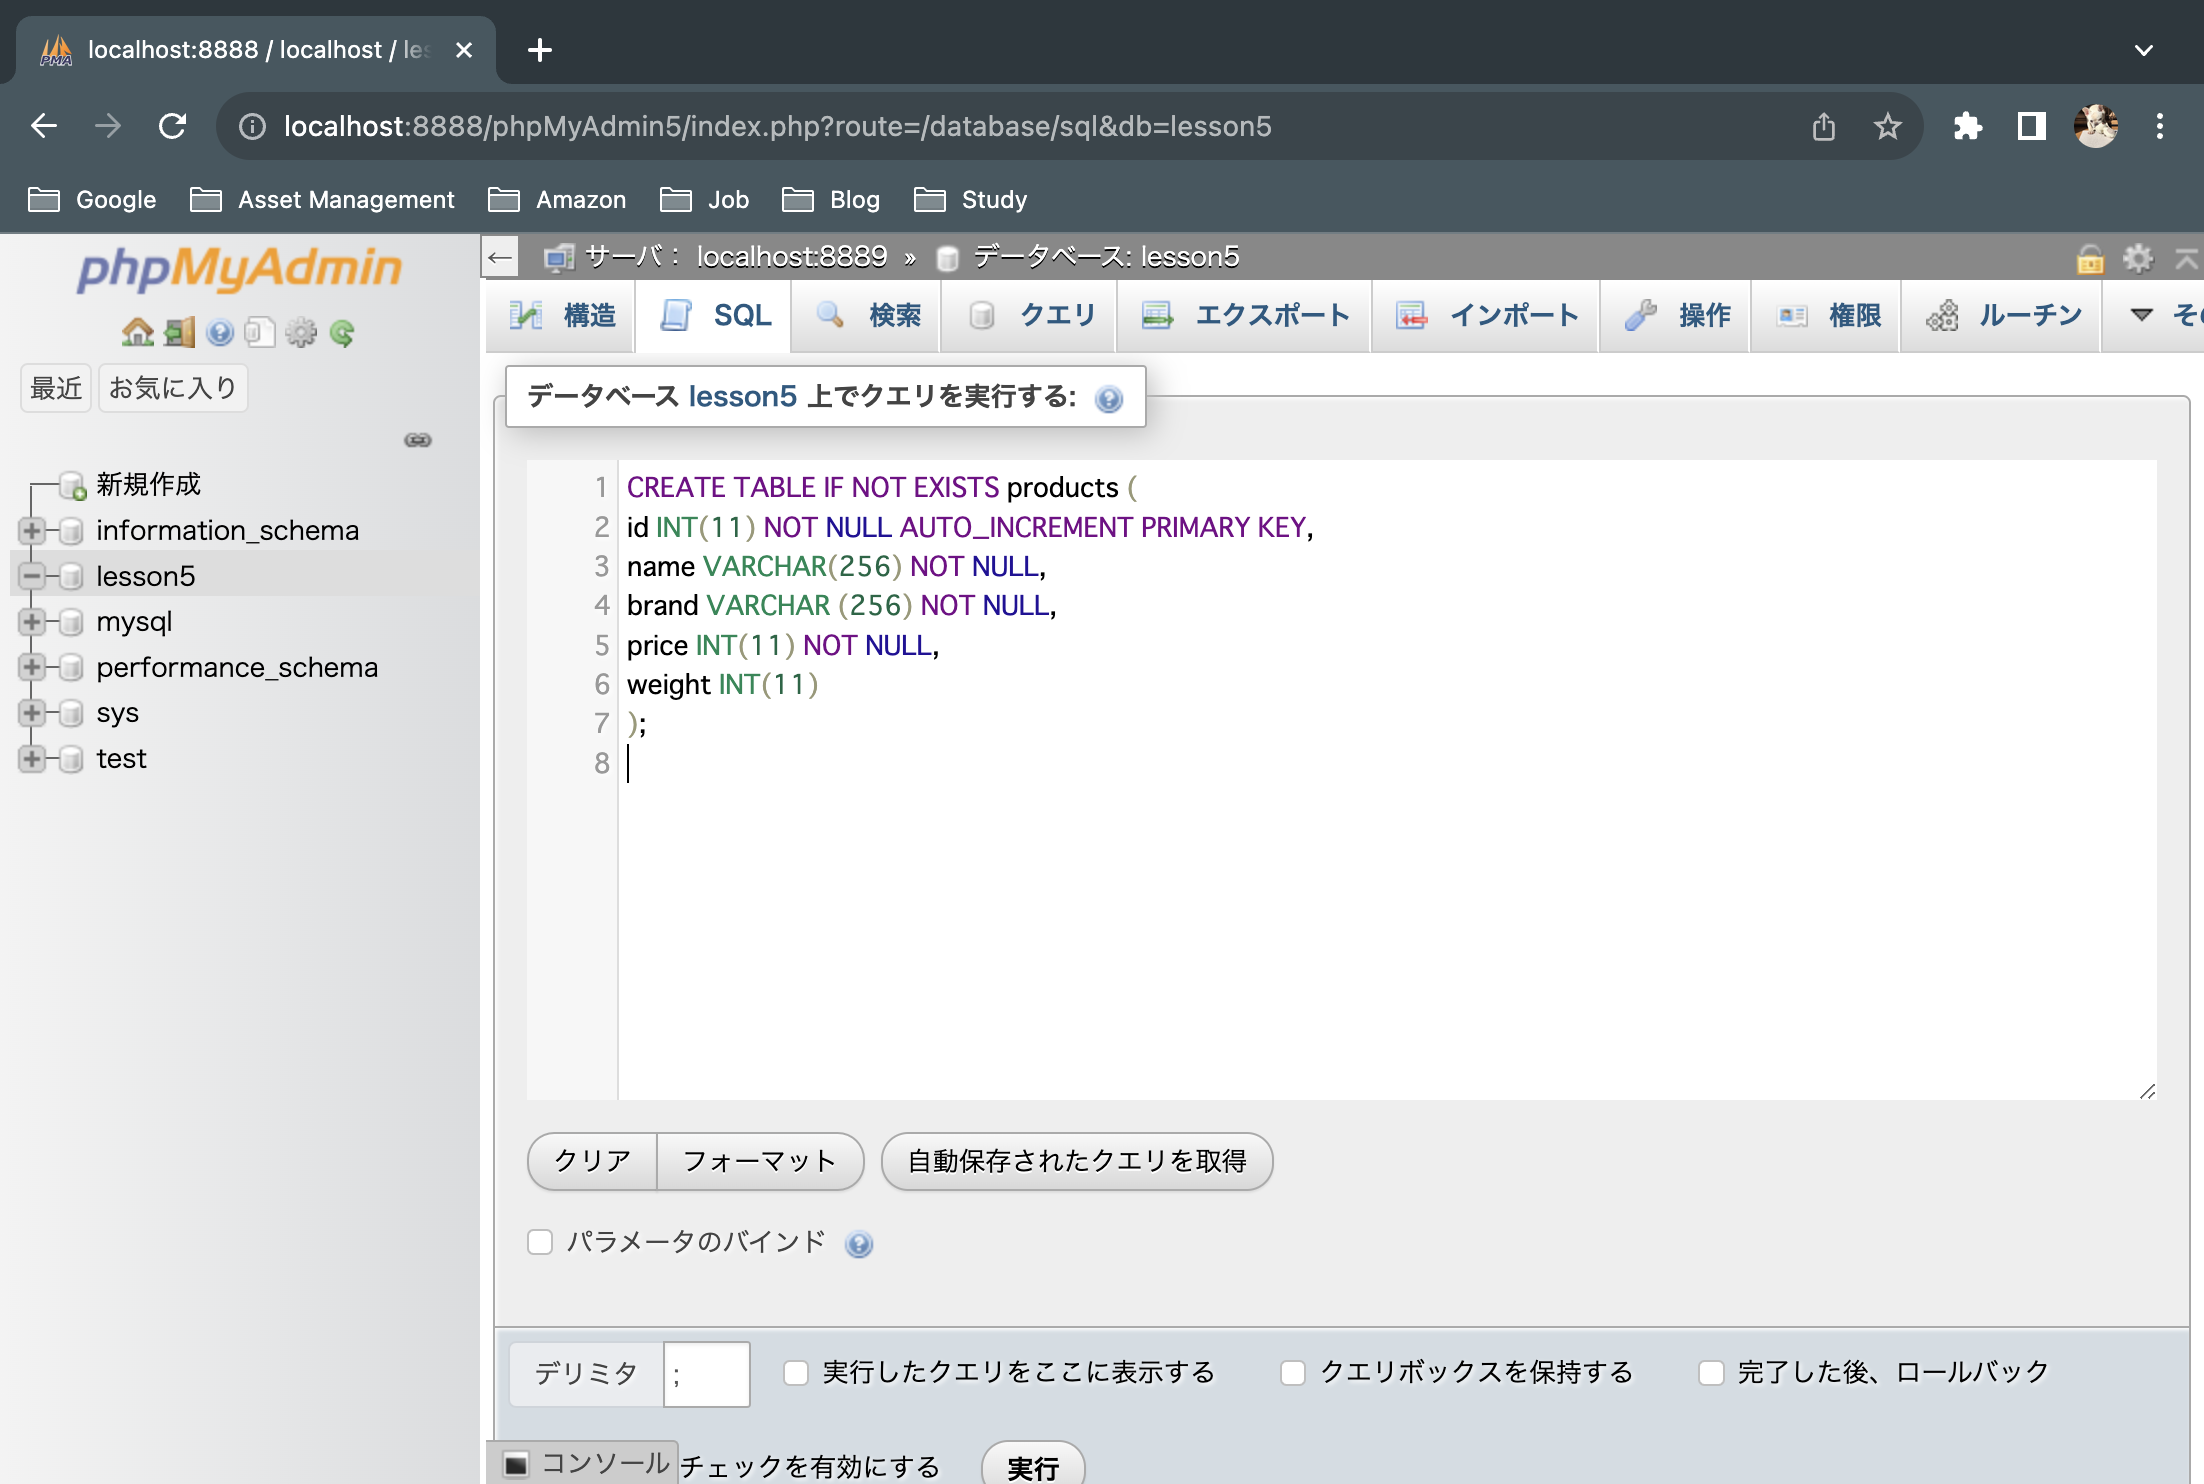 localhost:8888 / localhost / les
localhost:8888/phpMyAdmin5/index.php?route=/database/sql&db=lesson5
Google Asset Management Amazon Job Blog Study
phpMyAdmin
最近 お気に入り
新規作成
information_schema
lesson5
mysql
performance_schema
sys
test
← サーバ： localhost:8889 » データベース: lesson5
構造 SQL 検索 クエリ エクスポート インポート 操作 権限 ルーチン その
データベース lesson5 上でクエリを実行する:
1 CREATE TABLE IF NOT EXISTS products (
2 id INT(11) NOT NULL AUTO_INCREMENT PRIMARY KEY,
3 name VARCHAR(256) NOT NULL,
4 brand VARCHAR (256) NOT NULL,
5 price INT(11) NOT NULL,
6 weight INT(11)
7 );
8
クリア フォーマット 自動保存されたクエリを取得
パラメータのバインド
デリミタ ; 実行したクエリをここに表示する クエリボックスを保持する 完了した後、ロールバック
コンソール チェックを有効にする 実行